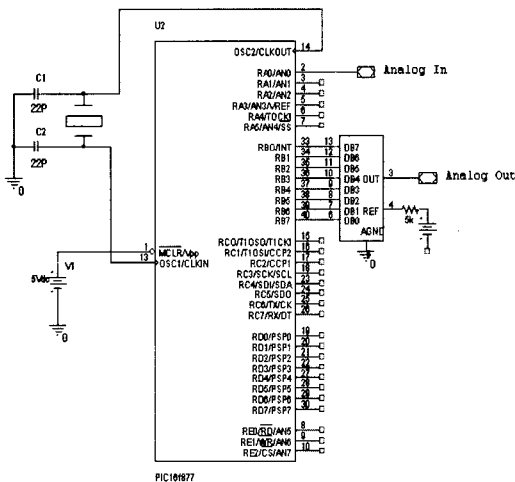 U2
OSC2/CLKOUT 14
RA0/AN0 2 Analog In
RA1/AN1 3
RA2/AN2 4
RA3/AN3/VREF 5
RA4/TOCKI 6
RA5/AN4/SS 7
C1
22P
C2
22P
0
RB0/INT 33 13 DB7
RB1 34 12 DB6
RB2 35 11 DB5
RB3 36 10 DB4 OUT 3 Analog Out
RB4 37 9 DB3
RB5 38 8 DB2
RB6 39 7 DB1 REF 4
RB7 40 6 DB0
5k
AGND
0
1 MCLR/Vpp
13 OSC1/CLKIN
V1
5Vdc
0
RC0/T1OSO/T1CKI 15
RC1/T1OSI/CCP2 16
RC2/CCP1 17
RC3/SCK/SCL 18
RC4/SDI/SDA 23
RC5/SDO 24
RC6/TX/CK 25
RC7/RX/DT 26
RD0/PSP0 19
RD1/PSP1 20
RD2/PSP2 21
RD3/PSP3 22
RD4/PSP4 27
RD5/PSP5 28
RD6/PSP6 29
RD7/PSP7 30
RE0/RD/AN5 8
RE1/WR/AN6 9
RE2/CS/AN7 10
PIC16f877